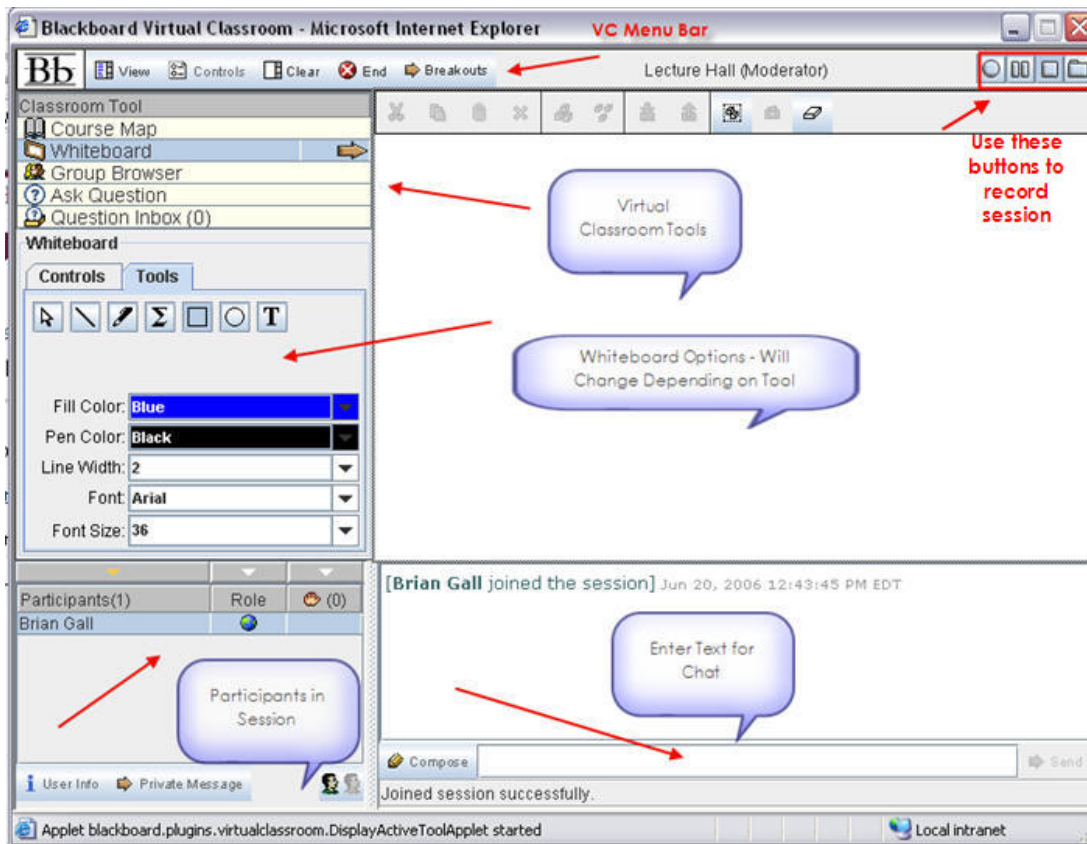 Blackboard Virtual Classroom - Microsoft Internet Explorer
VC Menu Bar
Bb View Controls Clear End Breakouts
Lecture Hall (Moderator)
Classroom Tool
Course Map
Whiteboard
Group Browser
Ask Question
Question Inbox (0)
Use these
buttons to
record
session
Virtual
Classroom Tools
Whiteboard
Controls Tools
Σ T
Whiteboard Options - Will
Change Depending on Tool
Fill Color: Blue
Pen Color: Black
Line Width: 2
Font: Arial
Font Size: 36
Participants(1) Role (0)
Brian Gall
Participants in
Session
User Info Private Message
[Brian Gall joined the session] Jun 20, 2006 12:43:45 PM EDT
Enter Text for
Chat
Compose Send
Joined session successfully.
Applet blackboard.plugins.virtualclassroom.DisplayActiveToolApplet started
Local intranet